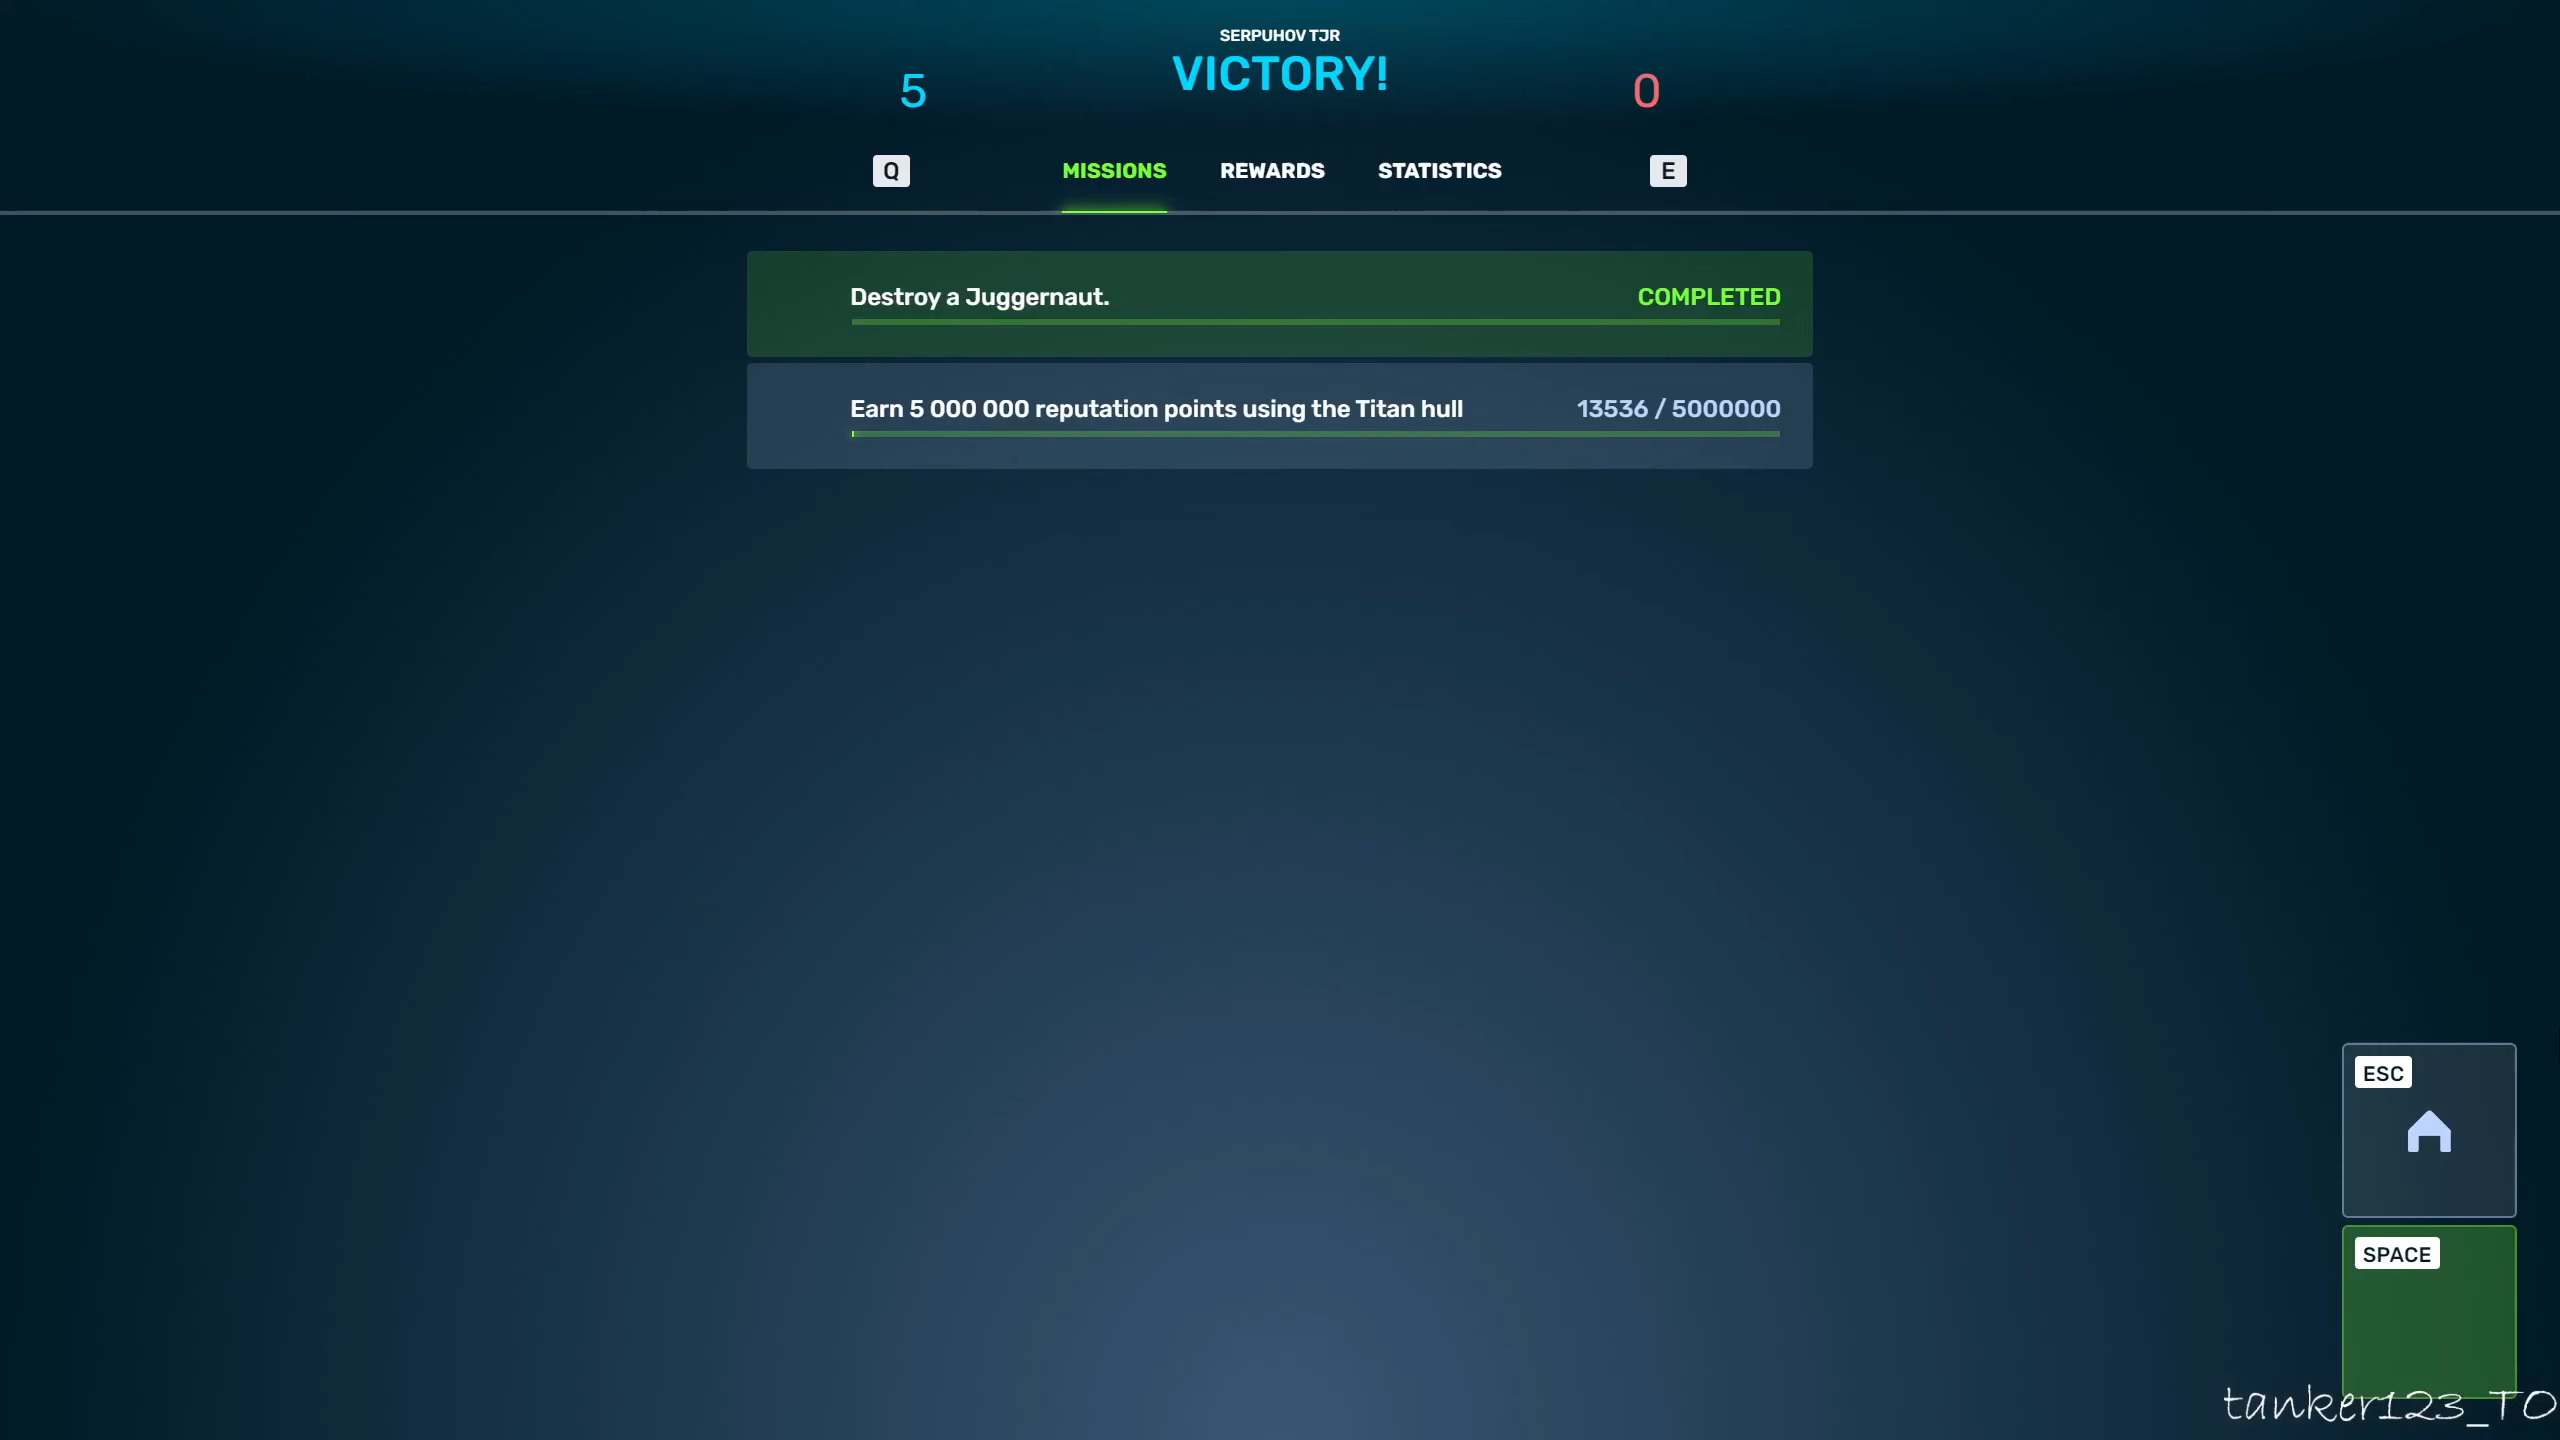 SERPUHOV TJR
VICTORY!
5
0
Q
MISSIONS
REWARDS
STATISTICS
E
Destroy a Juggernaut.
COMPLETED
Earn 5 000 000 reputation points using the Titan hull
13536 / 5000000
ESC
SPACE
tanker123_TO